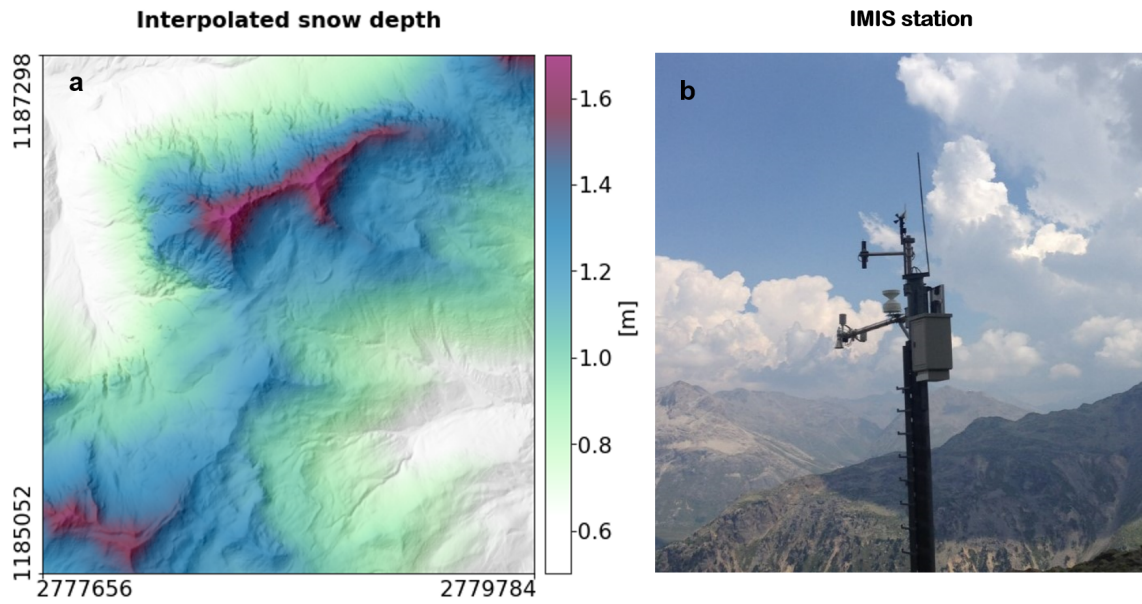 Interpolated snow depth
IMIS station
a
b
1187298
1185052
2777656
2779784
1.6
1.4
1.2
1.0
0.8
0.6
[m]